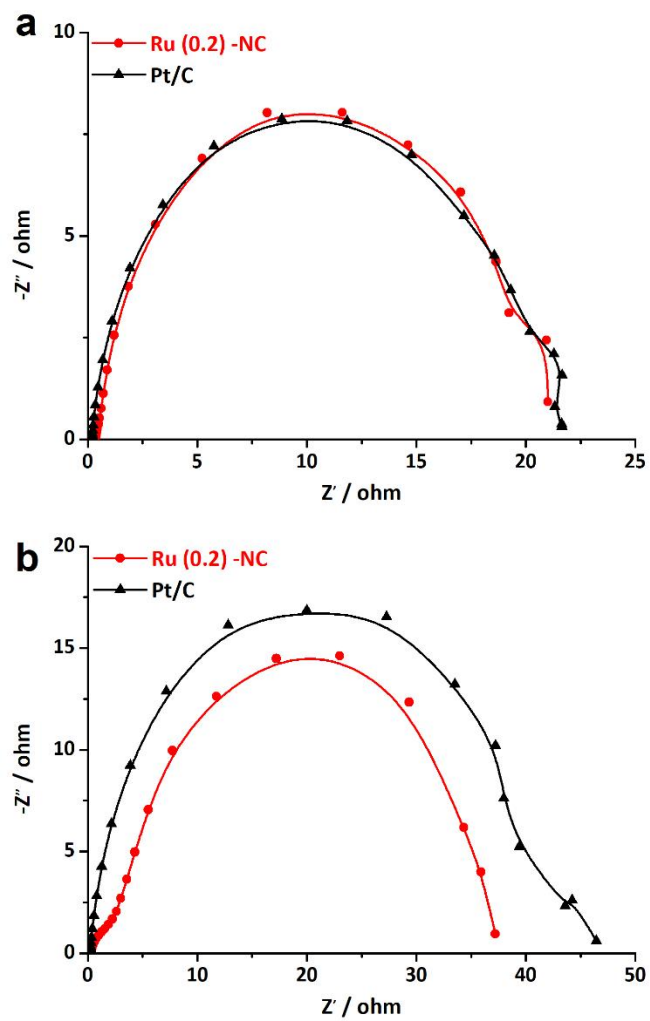 a
Ru (0.2) -NC
Pt/C
10
5
0
-Z″ / ohm
0 5 10 15 20 25
Z′ / ohm
b
Ru (0.2) -NC
Pt/C
20
15
10
5
0
-Z″ / ohm
0 10 20 30 40 50
Z′ / ohm